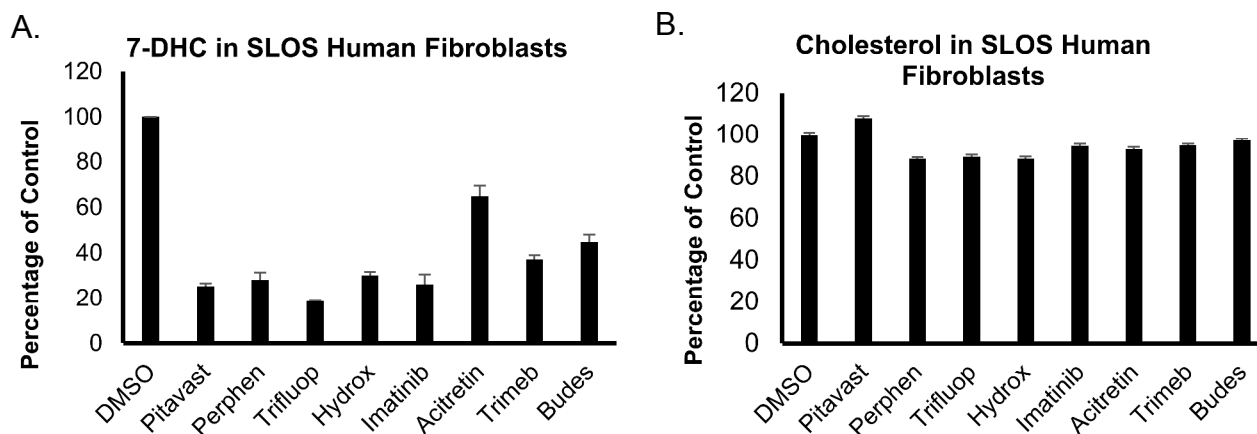 A.
7-DHC in SLOS Human Fibroblasts
Percentage of Control
120
100
80
60
40
20
0
DMSO
Pitavast
Perphen
Trifluop
Hydrox
Imatinib
Acitretin
Trimeb
Budes
B.
Cholesterol in SLOS Human
Fibroblasts
Percentage of Control
120
100
80
60
40
20
0
DMSO
Pitavast
Perphen
Trifluop
Hydrox
Imatinib
Acitretin
Trimeb
Budes